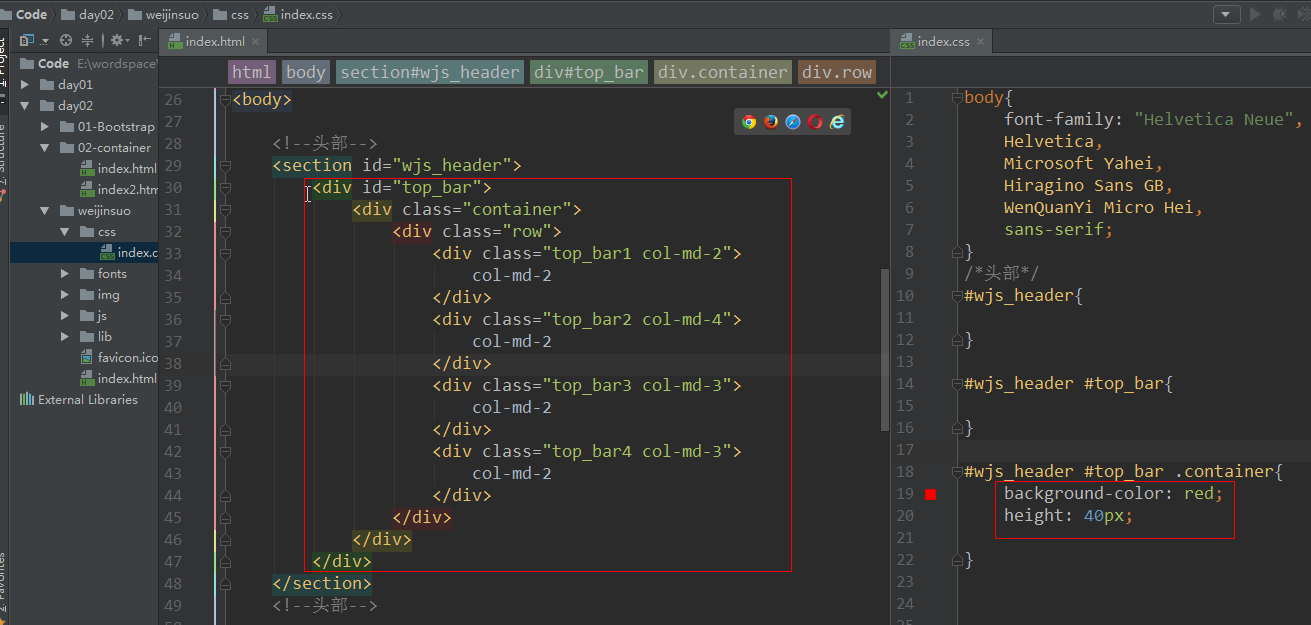 Code day02 weijinsuo css index.css
index.html
index.css
Code E:\wordspace\
day01
day02
01-Bootstrap
02-container
index.html
index2.htm
weijinsuo
css
index.c
fonts
img
js
lib
favicon.ico
index.html
External Libraries
html body section#wjs_header div#top_bar div.container div.row
26 <body>
27
28 <!--头部-->
29 <section id="wjs_header">
30 <div id="top_bar">
31 <div class="container">
32 <div class="row">
33 <div class="top_bar1 col-md-2">
34 col-md-2
35 </div>
36 <div class="top_bar2 col-md-4">
37 col-md-2
38 </div>
39 <div class="top_bar3 col-md-3">
40 col-md-2
41 </div>
42 <div class="top_bar4 col-md-3">
43 col-md-2
44 </div>
45 </div>
46 </div>
47 </div>
48 </section>
49 <!--头部-->
1 body{
2 font-family: "Helvetica Neue",
3 Helvetica,
4 Microsoft Yahei,
5 Hiragino Sans GB,
6 WenQuanYi Micro Hei,
7 sans-serif;
8 }
9 /*头部*/
10 #wjs_header{
11
12 }
13
14 #wjs_header #top_bar{
15
16 }
17
18 #wjs_header #top_bar .container{
19 background-color: red;
20 height: 40px;
21
22 }
23
24